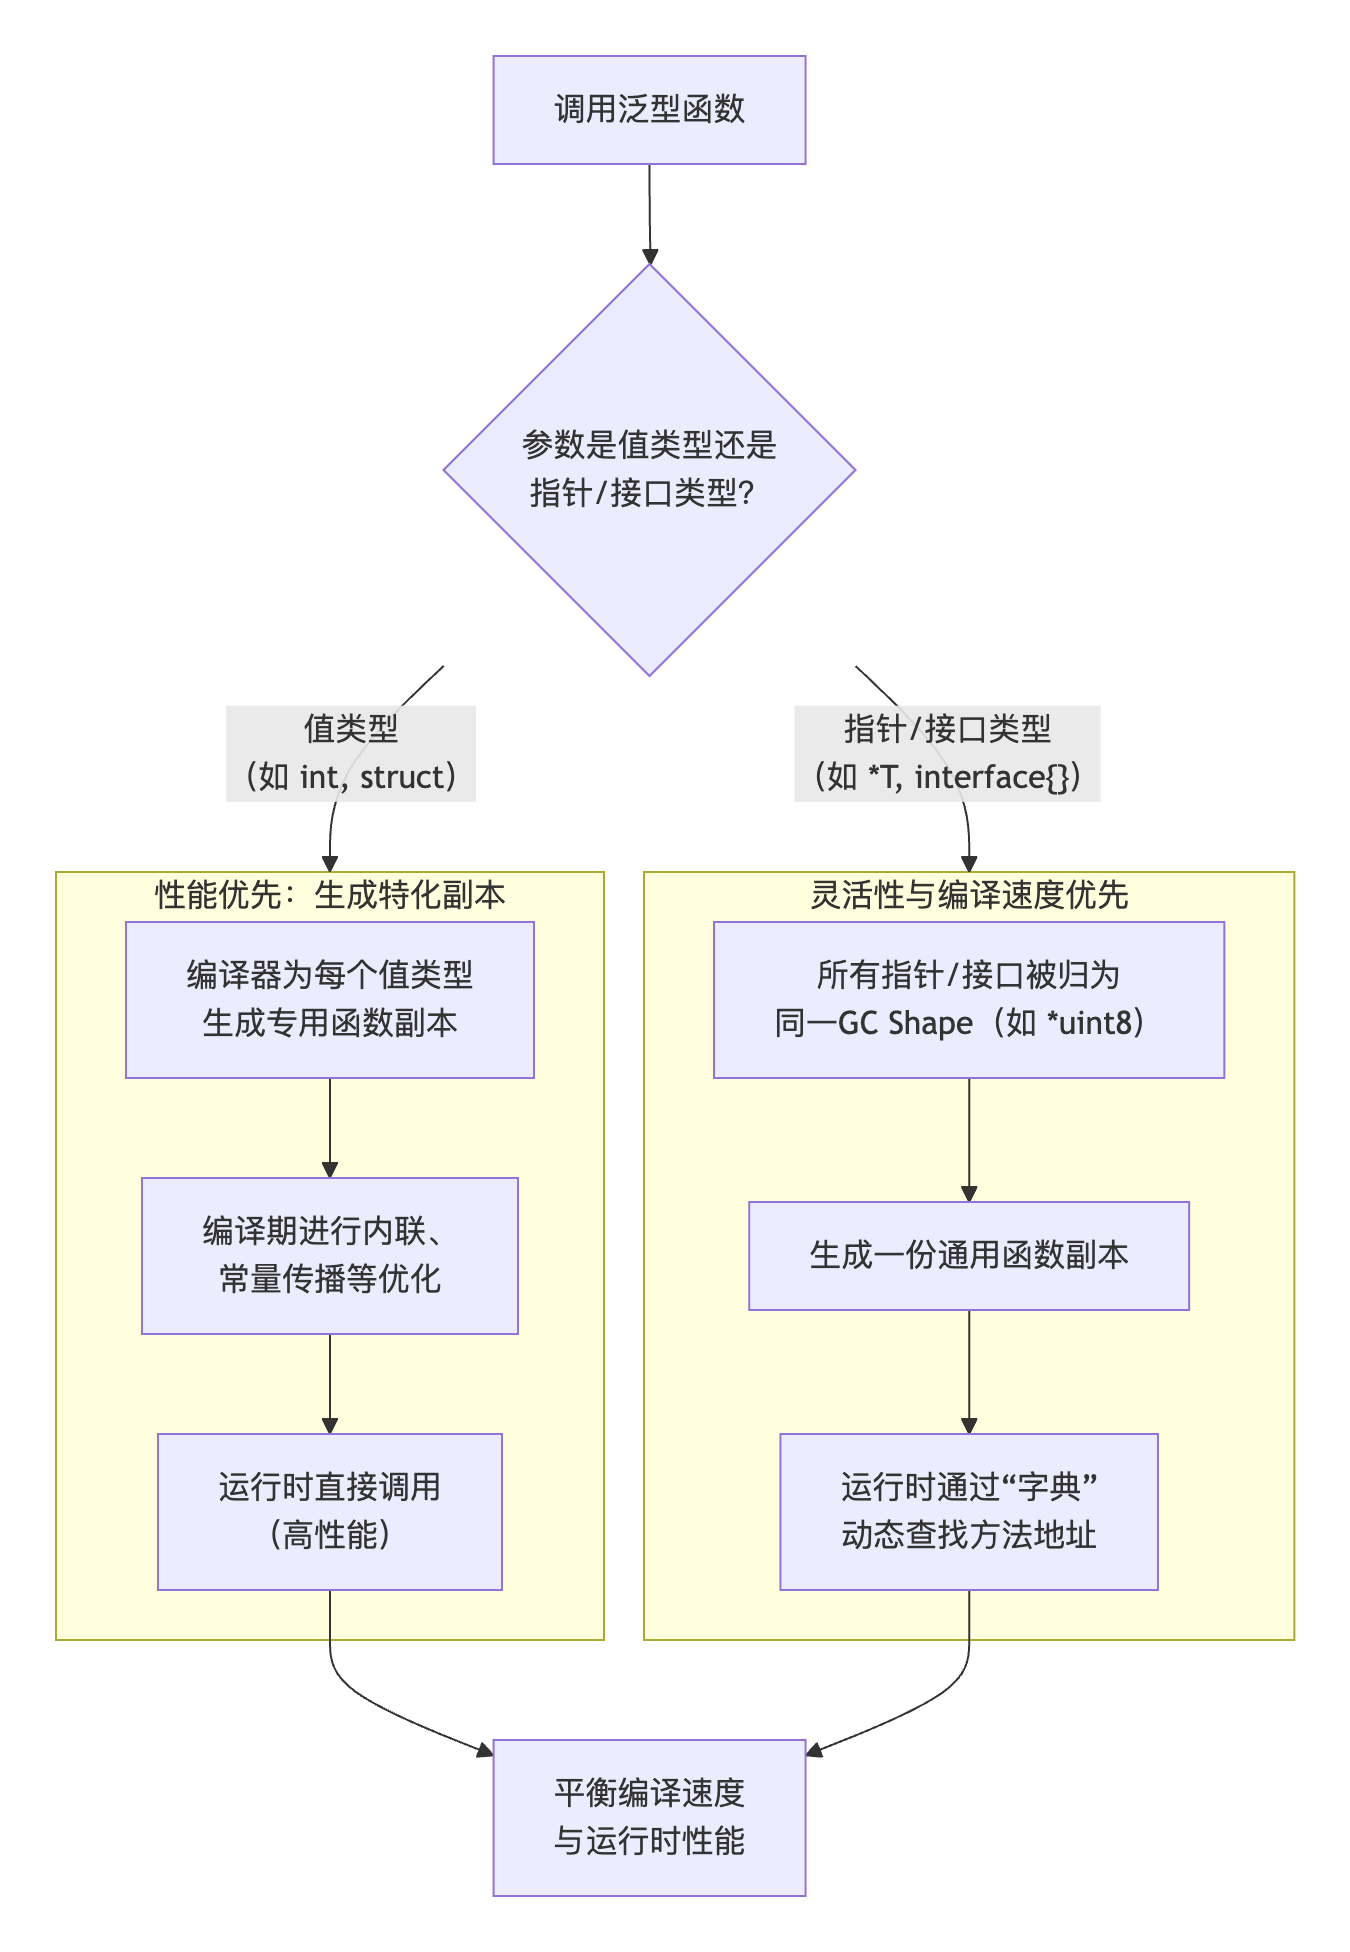 调用泛型函数
参数是值类型还是
指针/接口类型？
值类型
（如 int, struct）
指针/接口类型
（如 *T, interface{}）
性能优先：生成特化副本
编译器为每个值类型
生成专用函数副本
编译期进行内联、
常量传播等优化
运行时直接调用
（高性能）
灵活性与编译速度优先
所有指针/接口被归为
同一GC Shape（如 *uint8）
生成一份通用函数副本
运行时通过“字典”
动态查找方法地址
平衡编译速度
与运行时性能